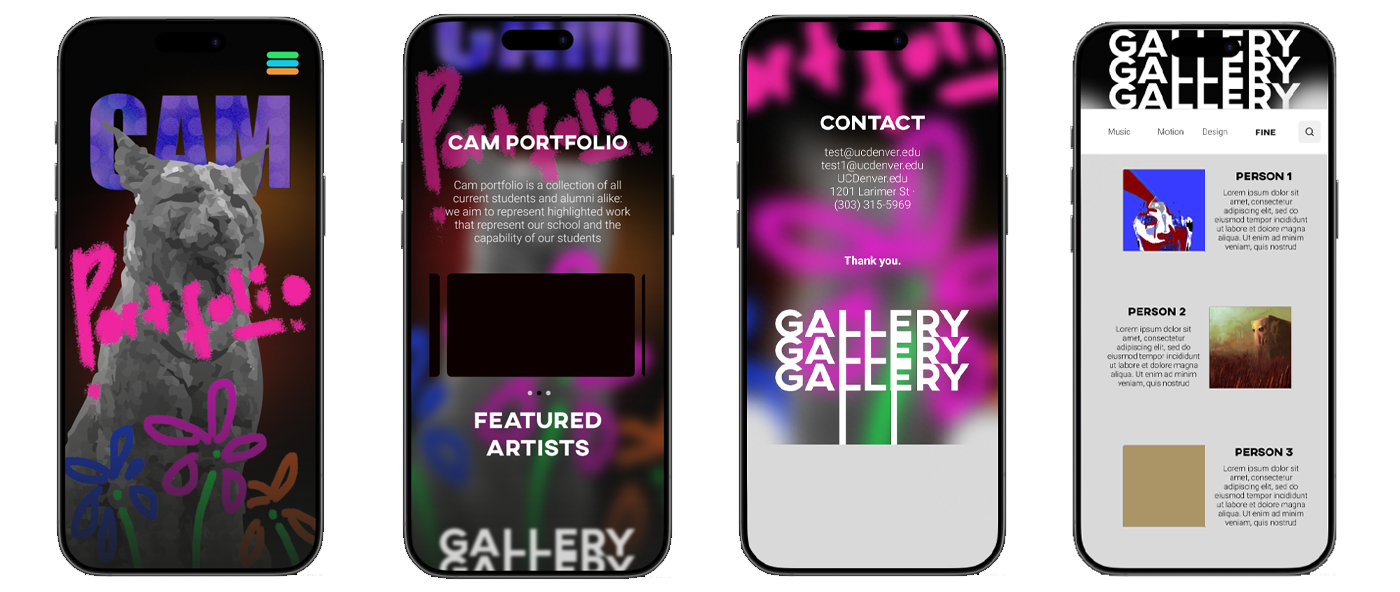 CAM
Portfolio
CAM
Portfolio
CAM PORTFOLIO
Cam portfolio is a collection of all
current students and alumni alike:
we aim to represent highlighted work
that represent our school and the
capability of our students
FEATURED
ARTISTS
GALLERY
GALLERY
CONTACT
test@ucdenver.edu
test1@ucdenver.edu
UCDenver.edu
1201 Larimer St ·
(303) 315-5969
Thank you.
GALLERY
GALLERY
GALLERY
GALLERY
GALLERY
GALLERY
Music Motion Design FINE
PERSON 1
Lorem ipsum dolor sit
amet, consectetur
adipiscing elit, sed do
eiusmod tempor incididunt
ut labore et dolore magna
aliqua. Ut enim ad minim
veniam, quis nostrud
PERSON 2
Lorem ipsum dolor sit
amet, consectetur
adipiscing elit, sed do
eiusmod tempor incididunt
ut labore et dolore magna
aliqua. Ut enim ad minim
veniam, quis nostrud
PERSON 3
Lorem ipsum dolor sit
amet, consectetur
adipiscing elit, sed do
eiusmod tempor incididunt
ut labore et dolore magna
aliqua. Ut enim ad minim
veniam, quis nostrud